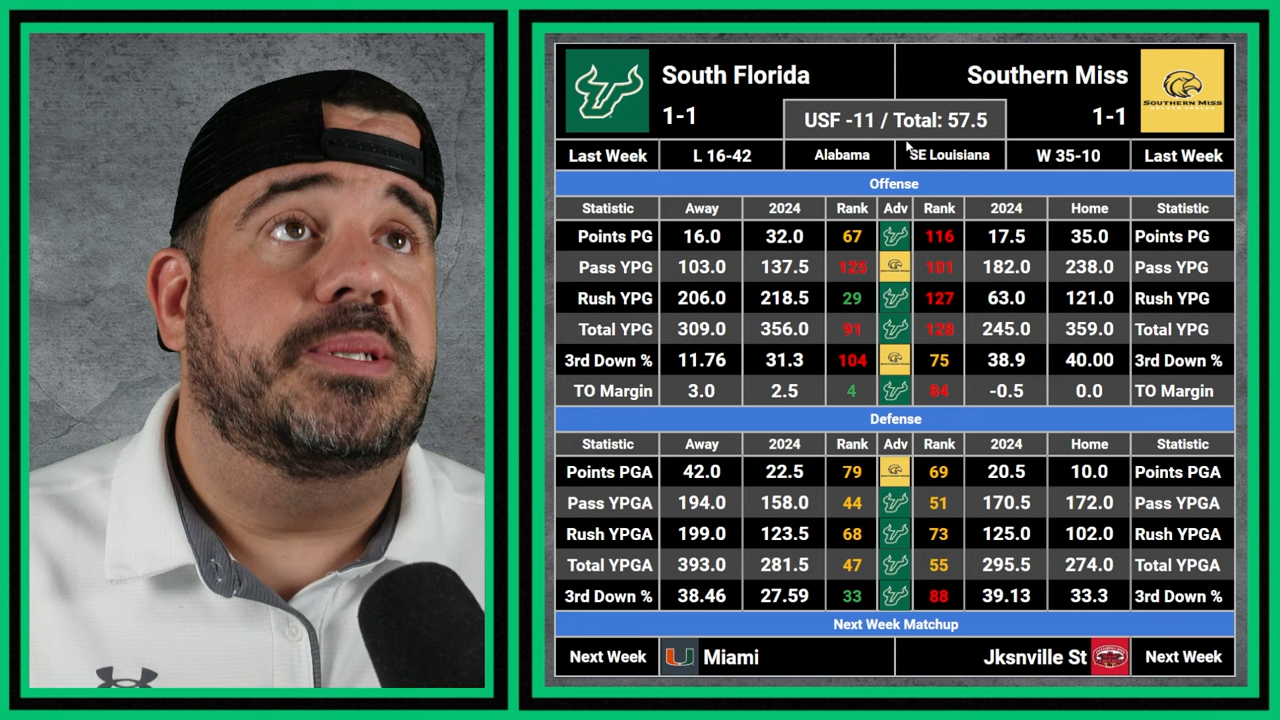 South Florida
Southern Miss
SOUTHERN MISS
1-1
USF -11 / Total: 57.5
1-1
Last Week L 16-42 Alabama SE Louisiana W 35-10 Last Week
Offense
Statistic Away 2024 Rank Adv Rank 2024 Home Statistic
Points PG 16.0 32.0 67 116 17.5 35.0 Points PG
Pass YPG 103.0 137.5 125 101 182.0 238.0 Pass YPG
Rush YPG 206.0 218.5 29 127 63.0 121.0 Rush YPG
Total YPG 309.0 356.0 91 128 245.0 359.0 Total YPG
3rd Down % 11.76 31.3 104 75 38.9 40.00 3rd Down %
TO Margin 3.0 2.5 4 84 -0.5 0.0 TO Margin
Defense
Statistic Away 2024 Rank Adv Rank 2024 Home Statistic
Points PGA 42.0 22.5 79 69 20.5 10.0 Points PGA
Pass YPGA 194.0 158.0 44 51 170.5 172.0 Pass YPGA
Rush YPGA 199.0 123.5 68 73 125.0 102.0 Rush YPGA
Total YPGA 393.0 281.5 47 55 295.5 274.0 Total YPGA
3rd Down % 38.46 27.59 33 88 39.13 33.3 3rd Down %
Next Week Matchup
Next Week Miami Jksnville St Next Week